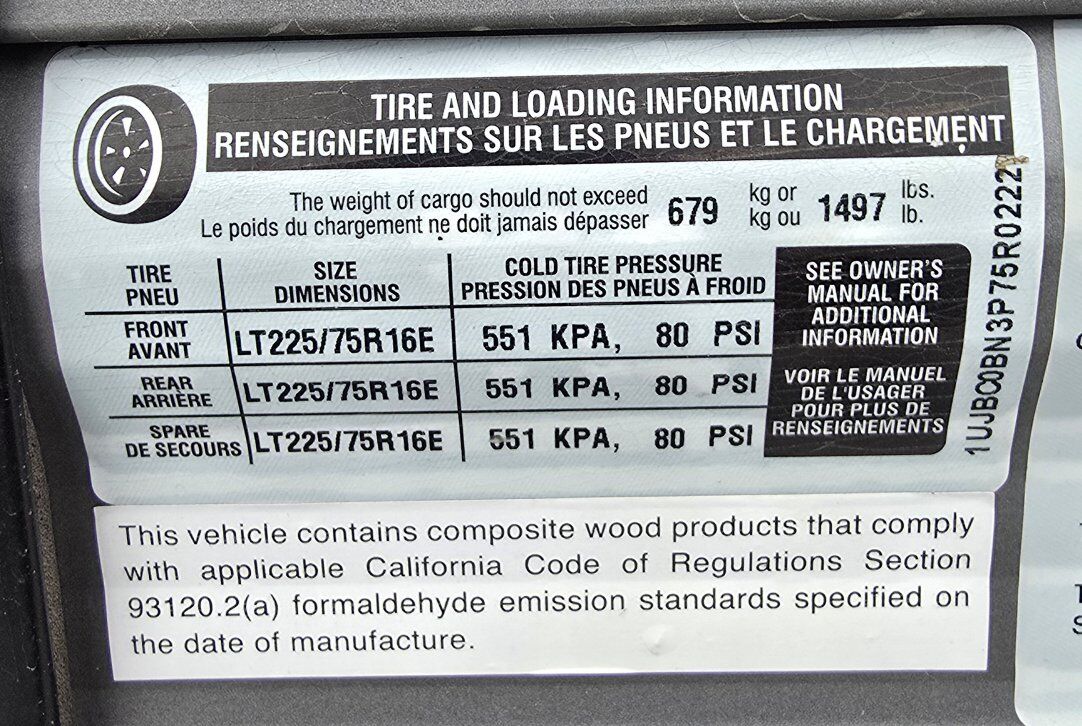 TIRE AND LOADING INFORMATION
RENSEIGNEMENTS SUR LES PNEUS ET LE CHARGEMENT
The weight of cargo should not exceed 679 kg or 1497 lbs.
Le poids du chargement ne doit jamais dépasser kg ou lb.
TIRE SIZE COLD TIRE PRESSURE
PNEU DIMENSIONS PRESSION DES PNEUS À FROID
FRONT
AVANT LT225/75R16E 551 KPA, 80 PSI
REAR
ARRIÈRE LT225/75R16E 551 KPA, 80 PSI
SPARE
DE SECOURS LT225/75R16E 551 KPA, 80 PSI
SEE OWNER'S
MANUAL FOR
ADDITIONAL
INFORMATION
VOIR LE MANUEL
DE L'USAGER
POUR PLUS DE
RENSEIGNEMENTS
1UJBC0BN3P75R0222
This vehicle contains composite wood products that comply
with applicable California Code of Regulations Section
93120.2(a) formaldehyde emission standards specified on
the date of manufacture.